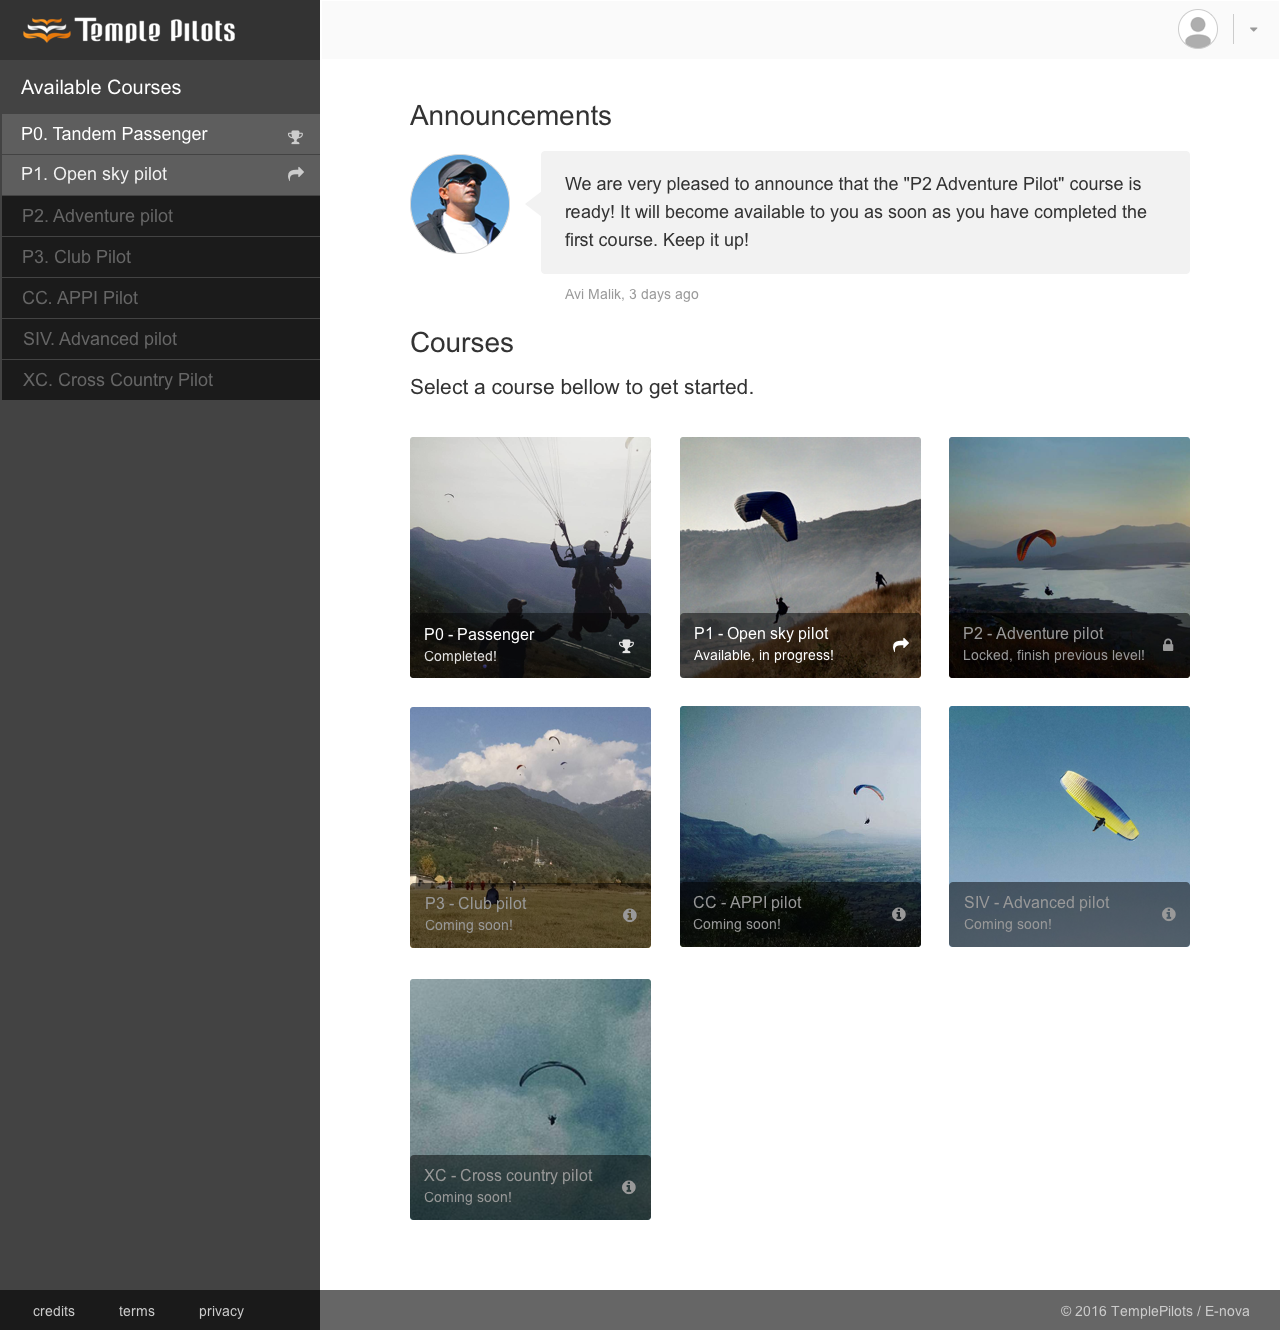 Temple Pilots
Available Courses
P0. Tandem Passenger
P1. Open sky pilot
P2. Adventure pilot
P3. Club Pilot
CC. APPI Pilot
SIV. Advanced pilot
XC. Cross Country Pilot
Announcements
We are very pleased to announce that the "P2 Adventure Pilot" course is
ready! It will become available to you as soon as you have completed the
first course. Keep it up!
Avi Malik, 3 days ago
Courses
Select a course bellow to get started.
P0 - Passenger
Completed!
P1 - Open sky pilot
Available, in progress!
P2 - Adventure pilot
Locked, finish previous level!
P3 - Club pilot
Coming soon!
CC - APPI pilot
Coming soon!
SIV - Advanced pilot
Coming soon!
XC - Cross country pilot
Coming soon!
credits terms privacy
© 2016 TemplePilots / E-nova